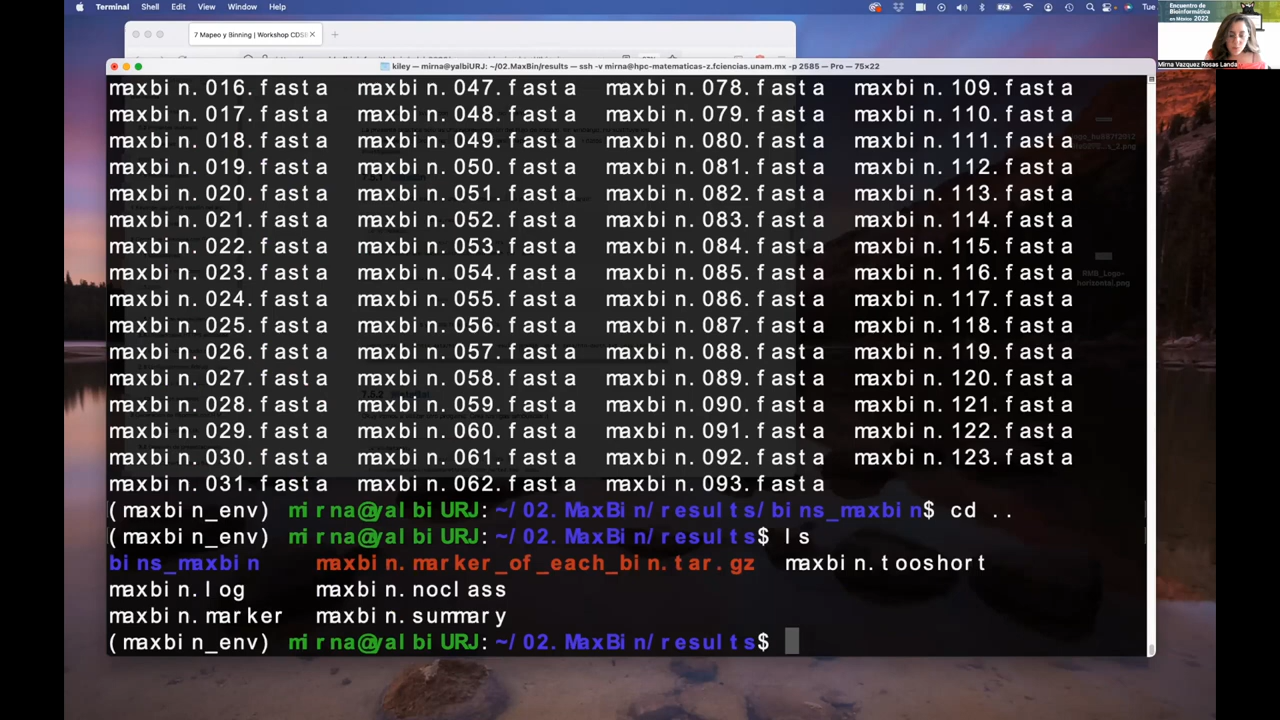 Terminal Shell Edit View Window Help Tue
Encuentro de
Bioinformática
en México 2022
Mirna Vazquez Rosas Landa
7 Mapeo y Binning | Workshop CDS
kiley — mirna@yalbiURJ: ~/02.MaxBin/results — ssh -v mirna@hpc-matematicas-z.fciencias.unam.mx -p 2585 — Pro — 75×22
maxbin.016.fasta maxbin.047.fasta maxbin.078.fasta maxbin.109.fasta
maxbin.017.fasta maxbin.048.fasta maxbin.079.fasta maxbin.110.fasta
maxbin.018.fasta maxbin.049.fasta maxbin.080.fasta maxbin.111.fasta
maxbin.019.fasta maxbin.050.fasta maxbin.081.fasta maxbin.112.fasta
maxbin.020.fasta maxbin.051.fasta maxbin.082.fasta maxbin.113.fasta
maxbin.021.fasta maxbin.052.fasta maxbin.083.fasta maxbin.114.fasta
maxbin.022.fasta maxbin.053.fasta maxbin.084.fasta maxbin.115.fasta
maxbin.023.fasta maxbin.054.fasta maxbin.085.fasta maxbin.116.fasta
maxbin.024.fasta maxbin.055.fasta maxbin.086.fasta maxbin.117.fasta
maxbin.025.fasta maxbin.056.fasta maxbin.087.fasta maxbin.118.fasta
maxbin.026.fasta maxbin.057.fasta maxbin.088.fasta maxbin.119.fasta
maxbin.027.fasta maxbin.058.fasta maxbin.089.fasta maxbin.120.fasta
maxbin.028.fasta maxbin.059.fasta maxbin.090.fasta maxbin.121.fasta
maxbin.029.fasta maxbin.060.fasta maxbin.091.fasta maxbin.122.fasta
maxbin.030.fasta maxbin.061.fasta maxbin.092.fasta maxbin.123.fasta
maxbin.031.fasta maxbin.062.fasta maxbin.093.fasta
(maxbin_env) mirna@yalbiURJ:~/02.MaxBin/results/bins_maxbin$ cd ..
(maxbin_env) mirna@yalbiURJ:~/02.MaxBin/results$ ls
bins_maxbin maxbin.marker_of_each_bin.tar.gz maxbin.tooshort
maxbin.log maxbin.noclass
maxbin.marker maxbin.summary
(maxbin_env) mirna@yalbiURJ:~/02.MaxBin/results$
RMB_Logo-
horizontal.png